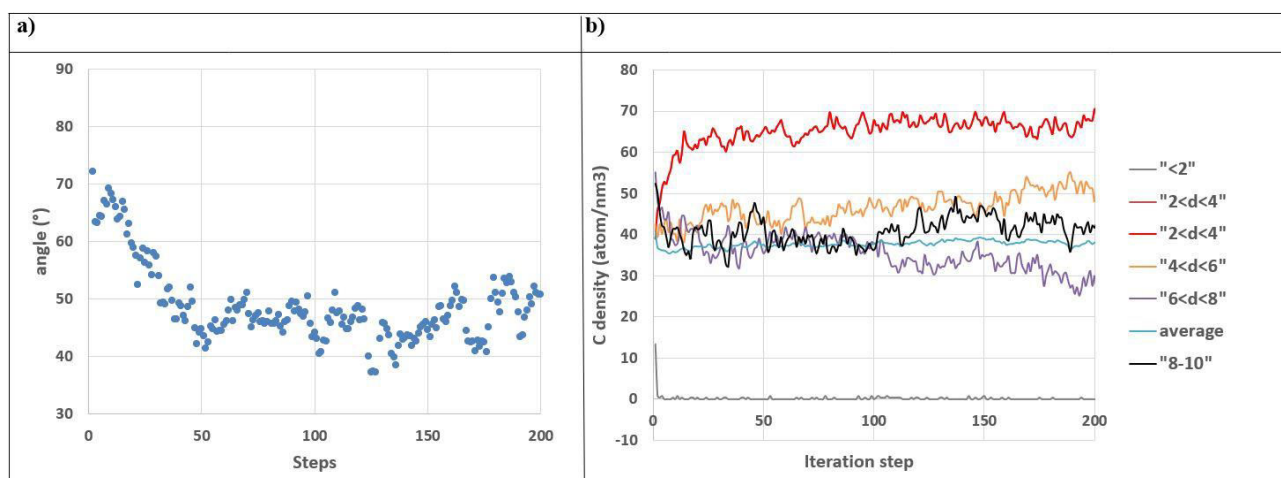 a)
90
80
70
60
50
40
30
angle (°)
0
50
100
150
200
Steps
b)
80
70
60
50
40
30
20
10
0
-10
C density (atom/nm3)
0
50
100
150
200
Iteration step
"<2"
"2<d<4"
"2<d<4"
"4<d<6"
"6<d<8"
average
"8-10"